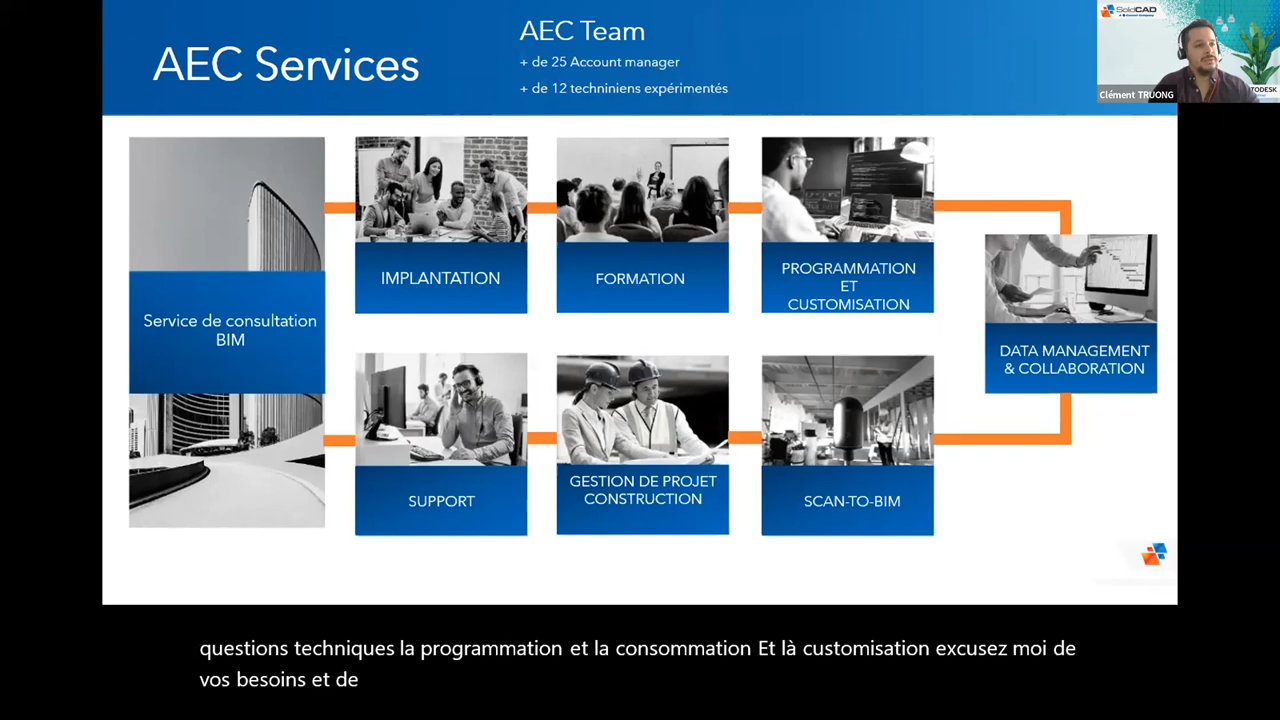 AEC Services
AEC Team
+ de 25 Account manager
+ de 12 techniniens expérimentés
SolidCAD
Clément TRUONG
TODESK
IMPLANTATION
FORMATION
PROGRAMMATION
ET
CUSTOMISATION
Service de consultation
BIM
DATA MANAGEMENT
& COLLABORATION
SUPPORT
GESTION DE PROJET
CONSTRUCTION
SCAN-TO-BIM
questions techniques la programmation et la consommation Et là customisation excusez moi de
vos besoins et de